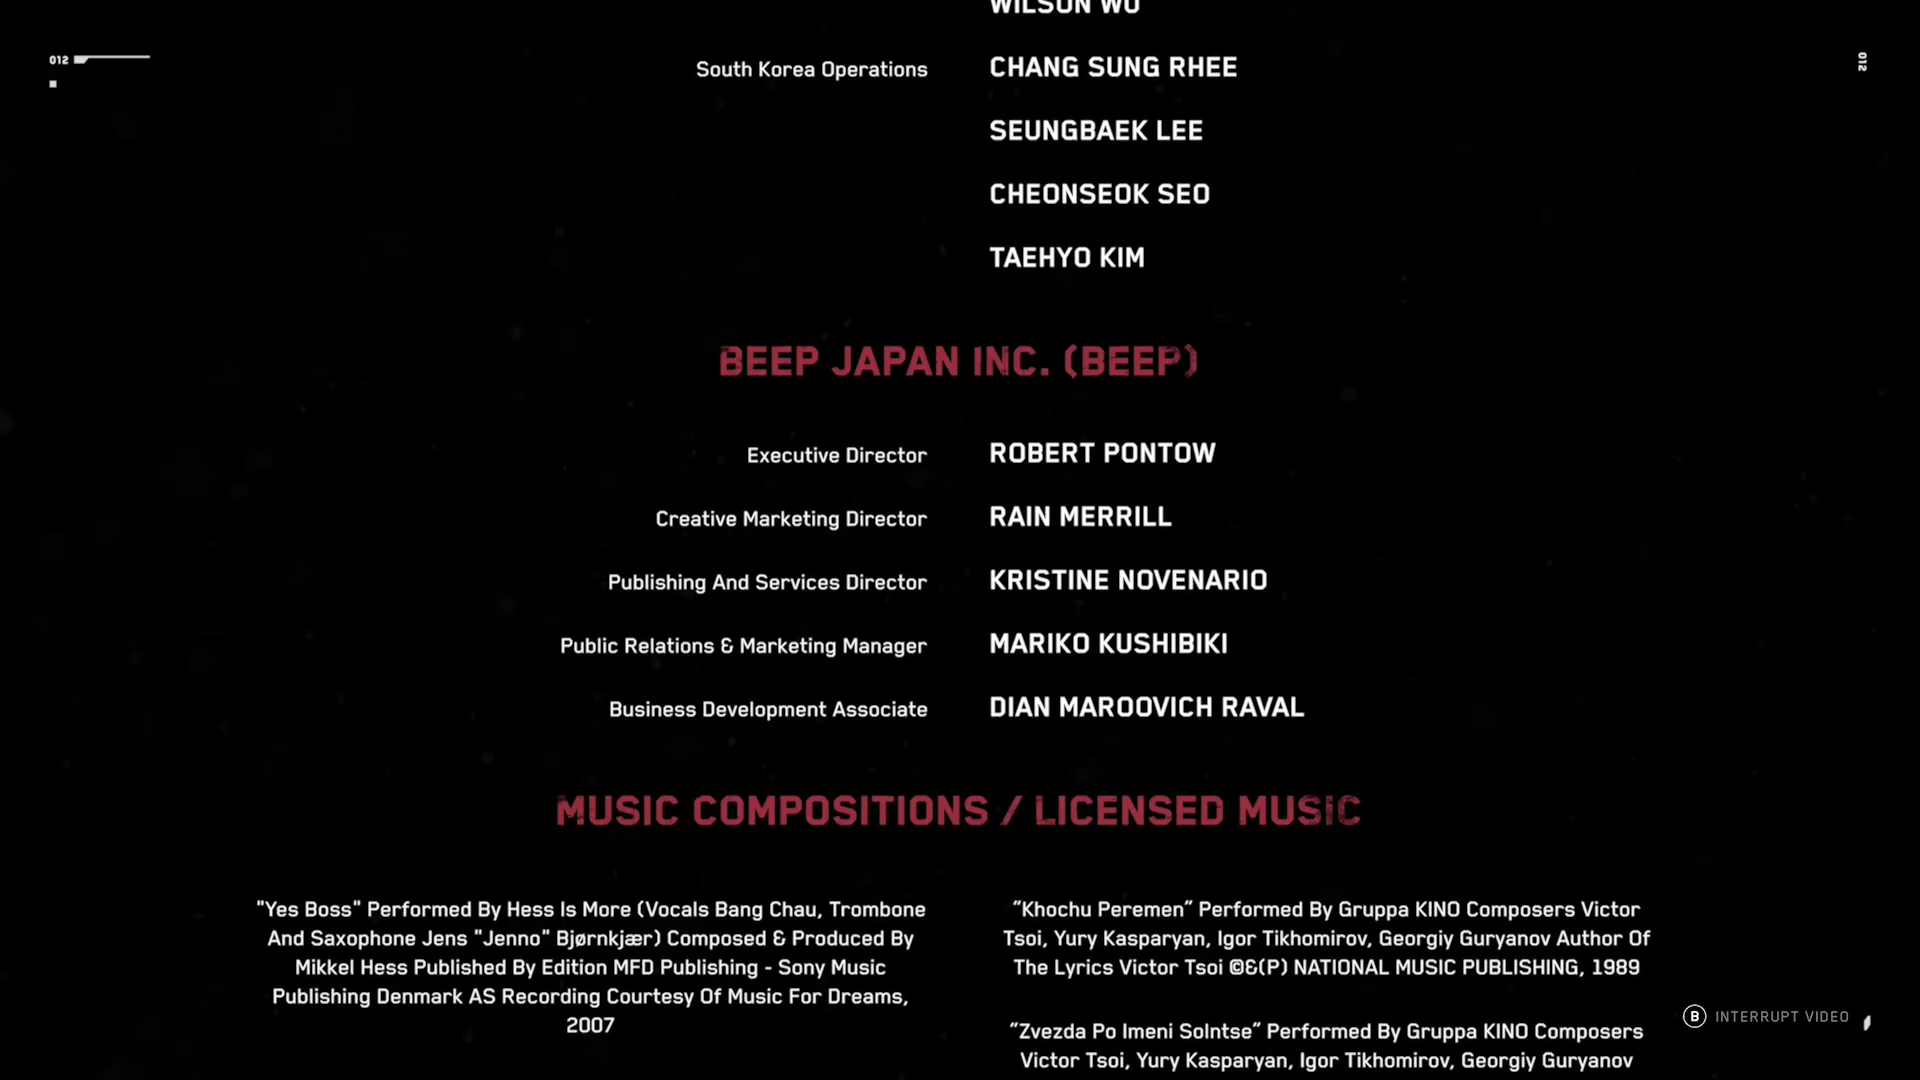 WILSON WU
012
012
South Korea Operations CHANG SUNG RHEE
SEUNGBAEK LEE
CHEONSEOK SEO
TAEHYO KIM
BEEP JAPAN INC. (BEEP)
Executive Director ROBERT PONTOW
Creative Marketing Director RAIN MERRILL
Publishing And Services Director KRISTINE NOVENARIO
Public Relations & Marketing Manager MARIKO KUSHIBIKI
Business Development Associate DIAN MAROOVICH RAVAL
MUSIC COMPOSITIONS / LICENSED MUSIC
"Yes Boss" Performed By Hess Is More (Vocals Bang Chau, Trombone
And Saxophone Jens "Jenno" Bjørnkjær) Composed & Produced By
Mikkel Hess Published By Edition MFD Publishing - Sony Music
Publishing Denmark AS Recording Courtesy Of Music For Dreams,
2007
“Khochu Peremen” Performed By Gruppa KINO Composers Victor
Tsoi, Yury Kasparyan, Igor Tikhomirov, Georgiy Guryanov Author Of
The Lyrics Victor Tsoi ©&(P) NATIONAL MUSIC PUBLISHING, 1989
“Zvezda Po Imeni Solntse” Performed By Gruppa KINO Composers
Victor Tsoi, Yury Kasparyan, Igor Tikhomirov, Georgiy Guryanov
B INTERRUPT VIDEO